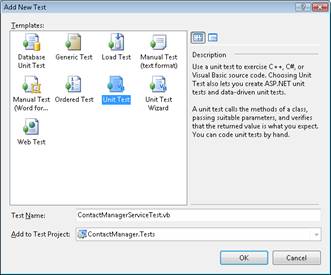 Add New Test
Templates:
Database Unit Test
Generic Test
Load Test
Manual Test (text format)
Manual Test (Word for...
Ordered Test
Unit Test
Unit Test Wizard
Web Test
Description
Use a unit test to exercise C++, C#, or
Visual Basic source code. Choosing Unit
Test also lets you create ASP.NET unit
tests and data-driven unit tests.
A unit test calls the methods of a class,
passing suitable parameters, and verifies
that the returned value is what you expect.
You can code unit tests by hand.
Test Name:
ContactManagerServiceTest.vb
Add to Test Project:
ContactManager.Tests
OK
Cancel